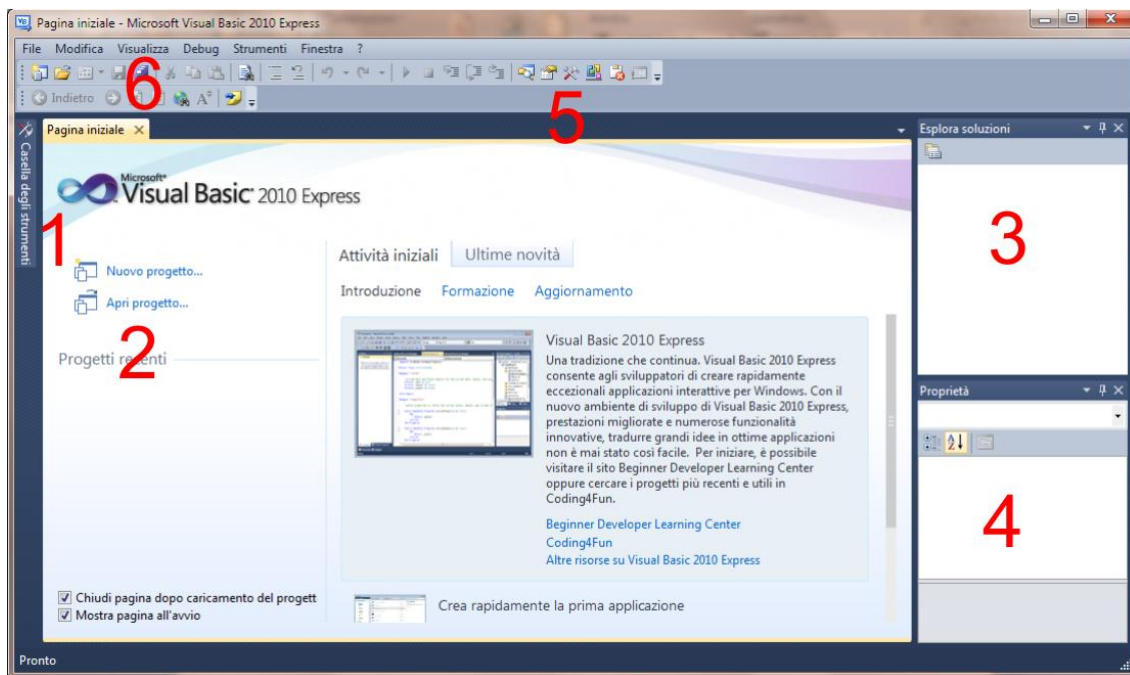 Pagina iniziale - Microsoft Visual Basic 2010 Express
File Modifica Visualizza Debug Strumenti Finestra ?
6
Indietro
5
Casella degli strumenti
Pagina iniziale
Esplora soluzioni
Microsoft
Visual Basic 2010 Express
1
3
Nuovo progetto...
Apri progetto...
2
Progetti recenti
Attività iniziali Ultime novità
Introduzione Formazione Aggiornamento
Visual Basic 2010 Express
Una tradizione che continua. Visual Basic 2010 Express
consente agli sviluppatori di creare rapidamente
eccezionali applicazioni interattive per Windows. Con il
nuovo ambiente di sviluppo di Visual Basic 2010 Express,
prestazioni migliorate e numerose funzionalità
innovative, tradurre grandi idee in ottime applicazioni
non è mai stato così facile. Per iniziare, è possibile
visitare il sito Beginner Developer Learning Center
oppure cercare i progetti più recenti e utili in
Coding4Fun.
Beginner Developer Learning Center
Coding4Fun
Altre risorse su Visual Basic 2010 Express
Crea rapidamente la prima applicazione
Proprietà
4
Chiudi pagina dopo caricamento del progett
Mostra pagina all'avvio
Pronto